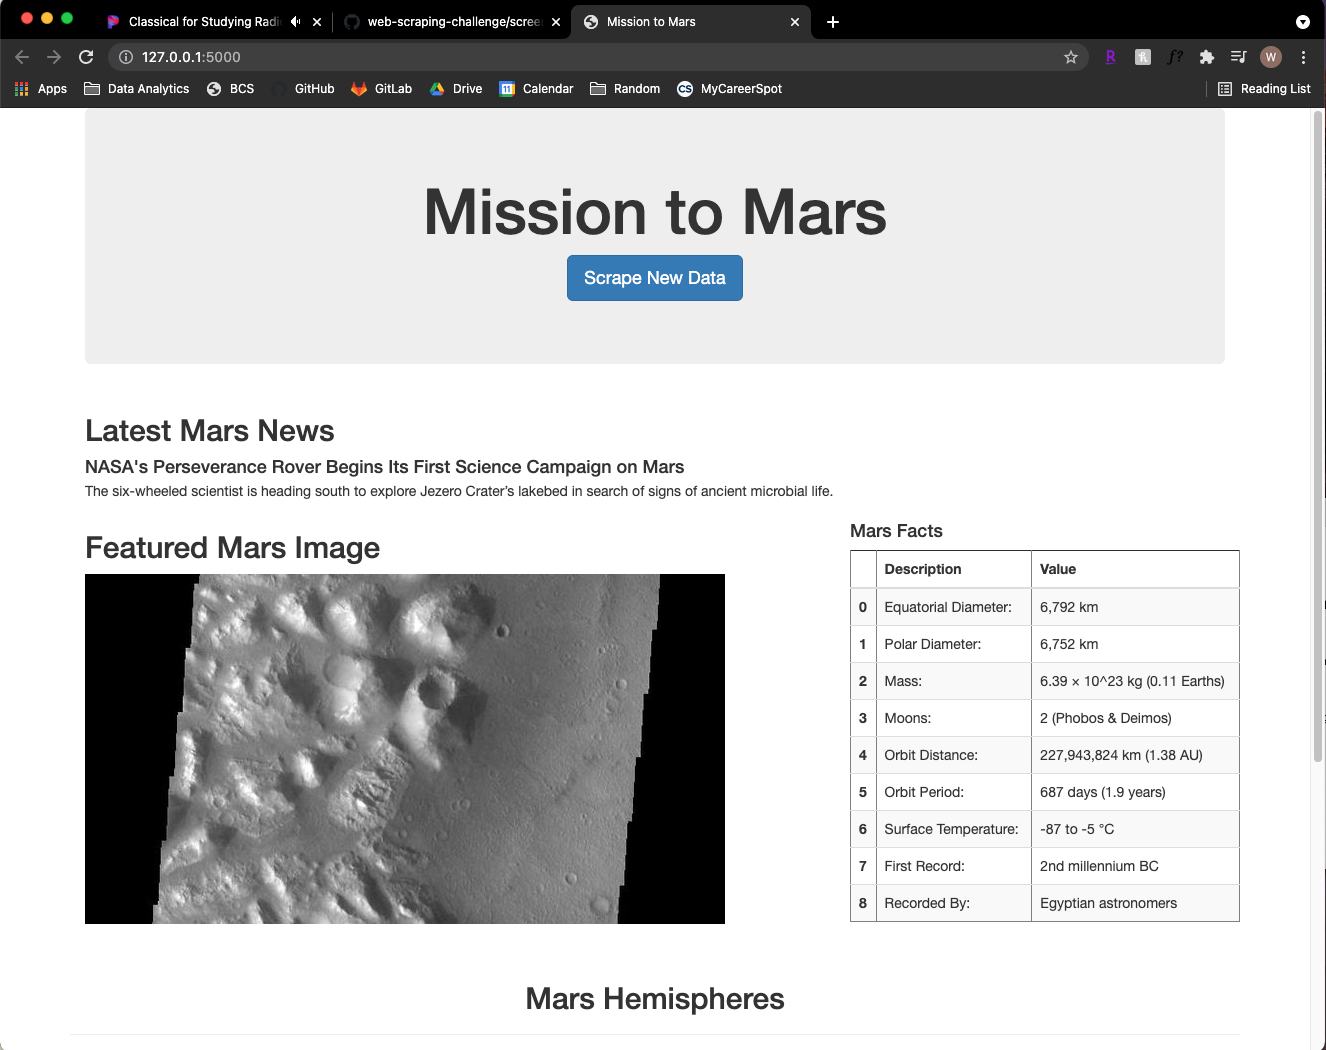 Classical for Studying Radi
web-scraping-challenge/scree
Mission to Mars
127.0.0.1:5000
R
f?
W
Apps
Data Analytics
BCS
GitHub
GitLab
11
Drive
Calendar
Random
CS
MyCareerSpot
Reading List
Mission to Mars
Scrape New Data
Latest Mars News
NASA's Perseverance Rover Begins Its First Science Campaign on Mars
The six-wheeled scientist is heading south to explore Jezero Crater’s lakebed in search of signs of ancient microbial life.
Featured Mars Image
Mars Facts
Description Value
0 Equatorial Diameter: 6,792 km
1 Polar Diameter: 6,752 km
2 Mass: 6.39 × 10^23 kg (0.11 Earths)
3 Moons: 2 (Phobos & Deimos)
4 Orbit Distance: 227,943,824 km (1.38 AU)
5 Orbit Period: 687 days (1.9 years)
6 Surface Temperature: -87 to -5 °C
7 First Record: 2nd millennium BC
8 Recorded By: Egyptian astronomers
Mars Hemispheres